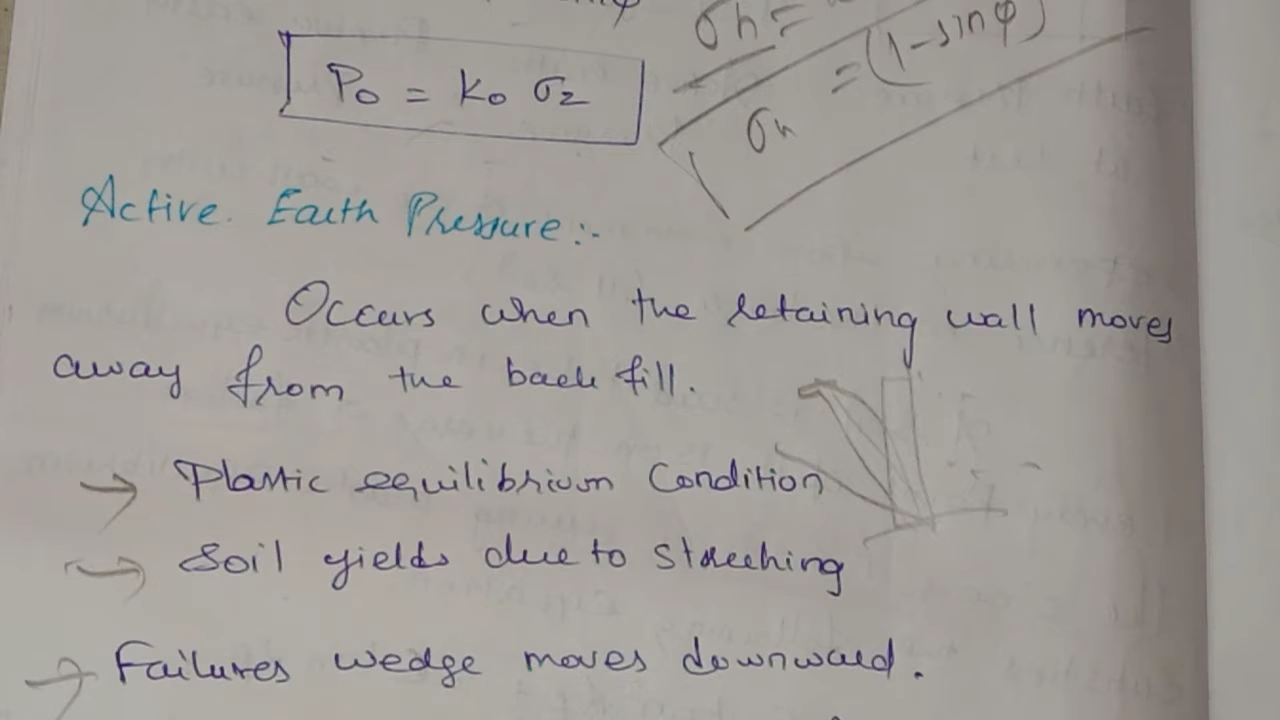 σh =
P₀ = K₀ σz
= (1-sinφ)
σh
Active Earth Pressure:-
Occurs when the retaining wall moves
away from the back fill.
→ Plastic equilibrium Condition
→ Soil yields due to streching
→ Failures wedge moves downward.